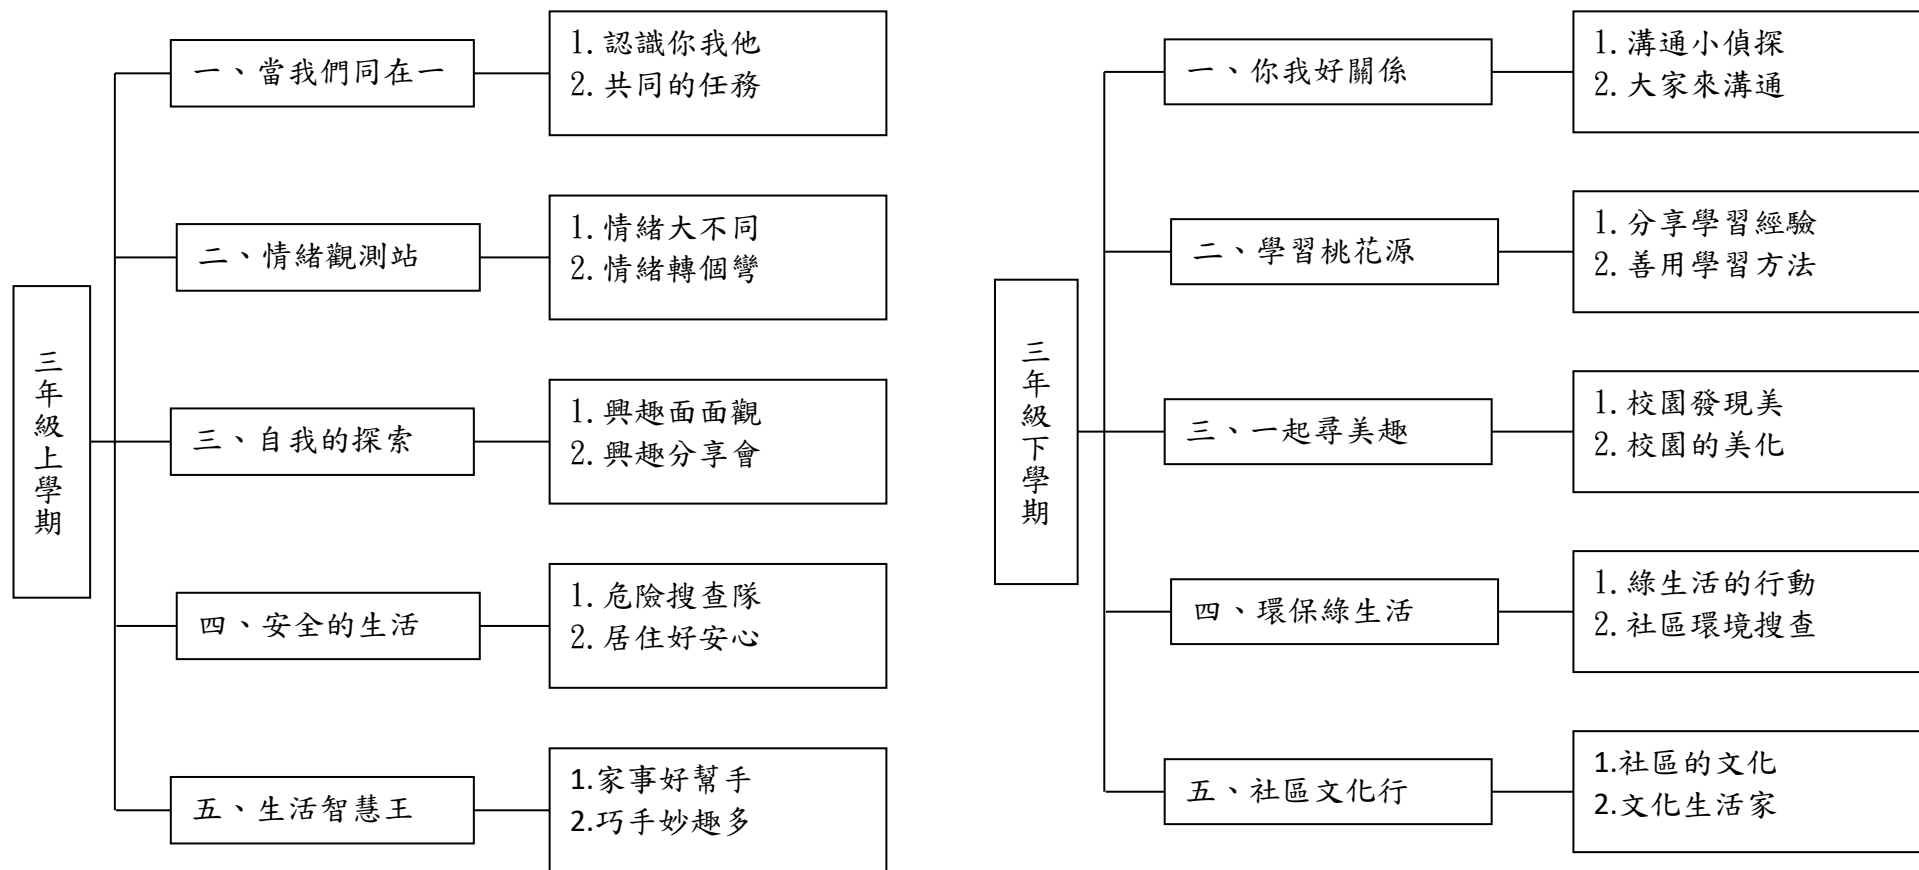 三年級上學期
一、當我們同在一
1. 認識你我他
2. 共同的任務
二、情緒觀測站
1. 情緒大不同
2. 情緒轉個彎
三、自我的探索
1. 興趣面面觀
2. 興趣分享會
四、安全的生活
1. 危險搜查隊
2. 居住好安心
五、生活智慧王
1.家事好幫手
2.巧手妙趣多
三年級下學期
一、你我好關係
1. 溝通小偵探
2. 大家來溝通
二、學習桃花源
1. 分享學習經驗
2. 善用學習方法
三、一起尋美趣
1. 校園發現美
2. 校園的美化
四、環保綠生活
1. 綠生活的行動
2. 社區環境搜查
五、社區文化行
1.社區的文化
2.文化生活家